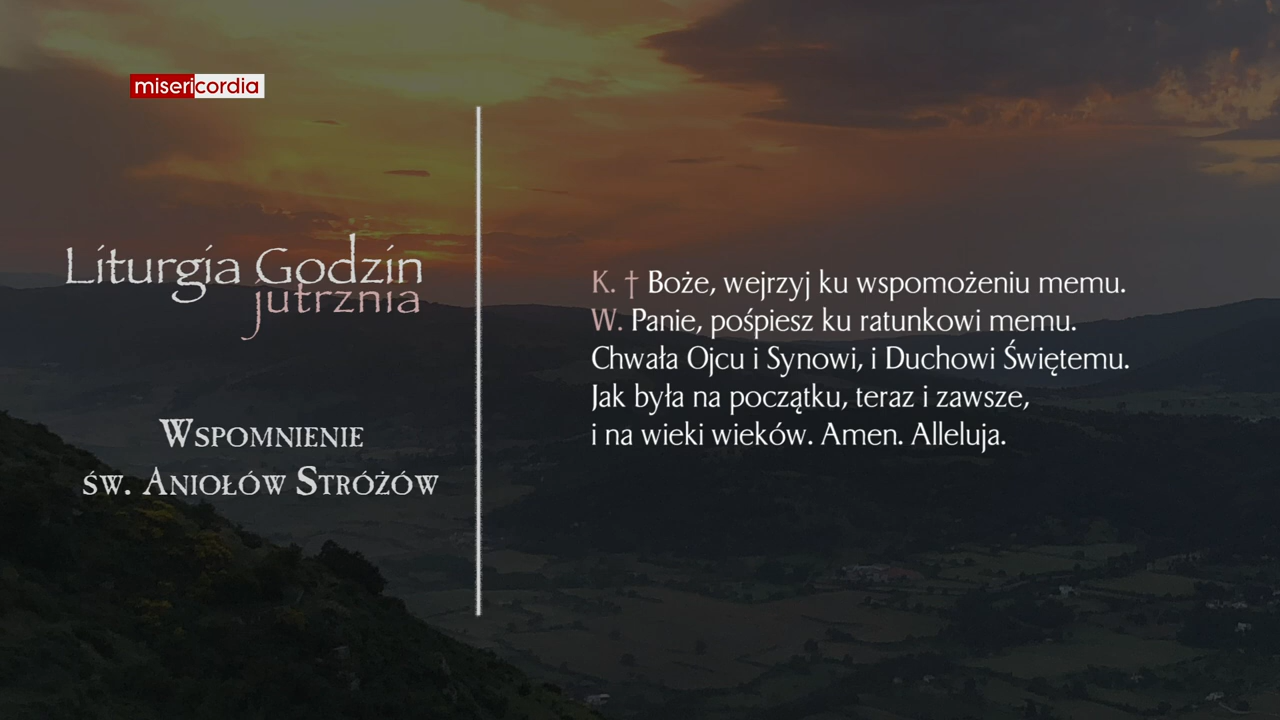 misericordia
Liturgia Godzin
jutrznia
Wspomnienie
św. Aniołów Stróżów
K. † Boże, wejrzyj ku wspomożeniu memu.
W. Panie, pośpiesz ku ratunkowi memu.
Chwała Ojcu i Synowi, i Duchowi Świętemu.
Jak była na początku, teraz i zawsze,
i na wieki wieków. Amen. Alleluja.